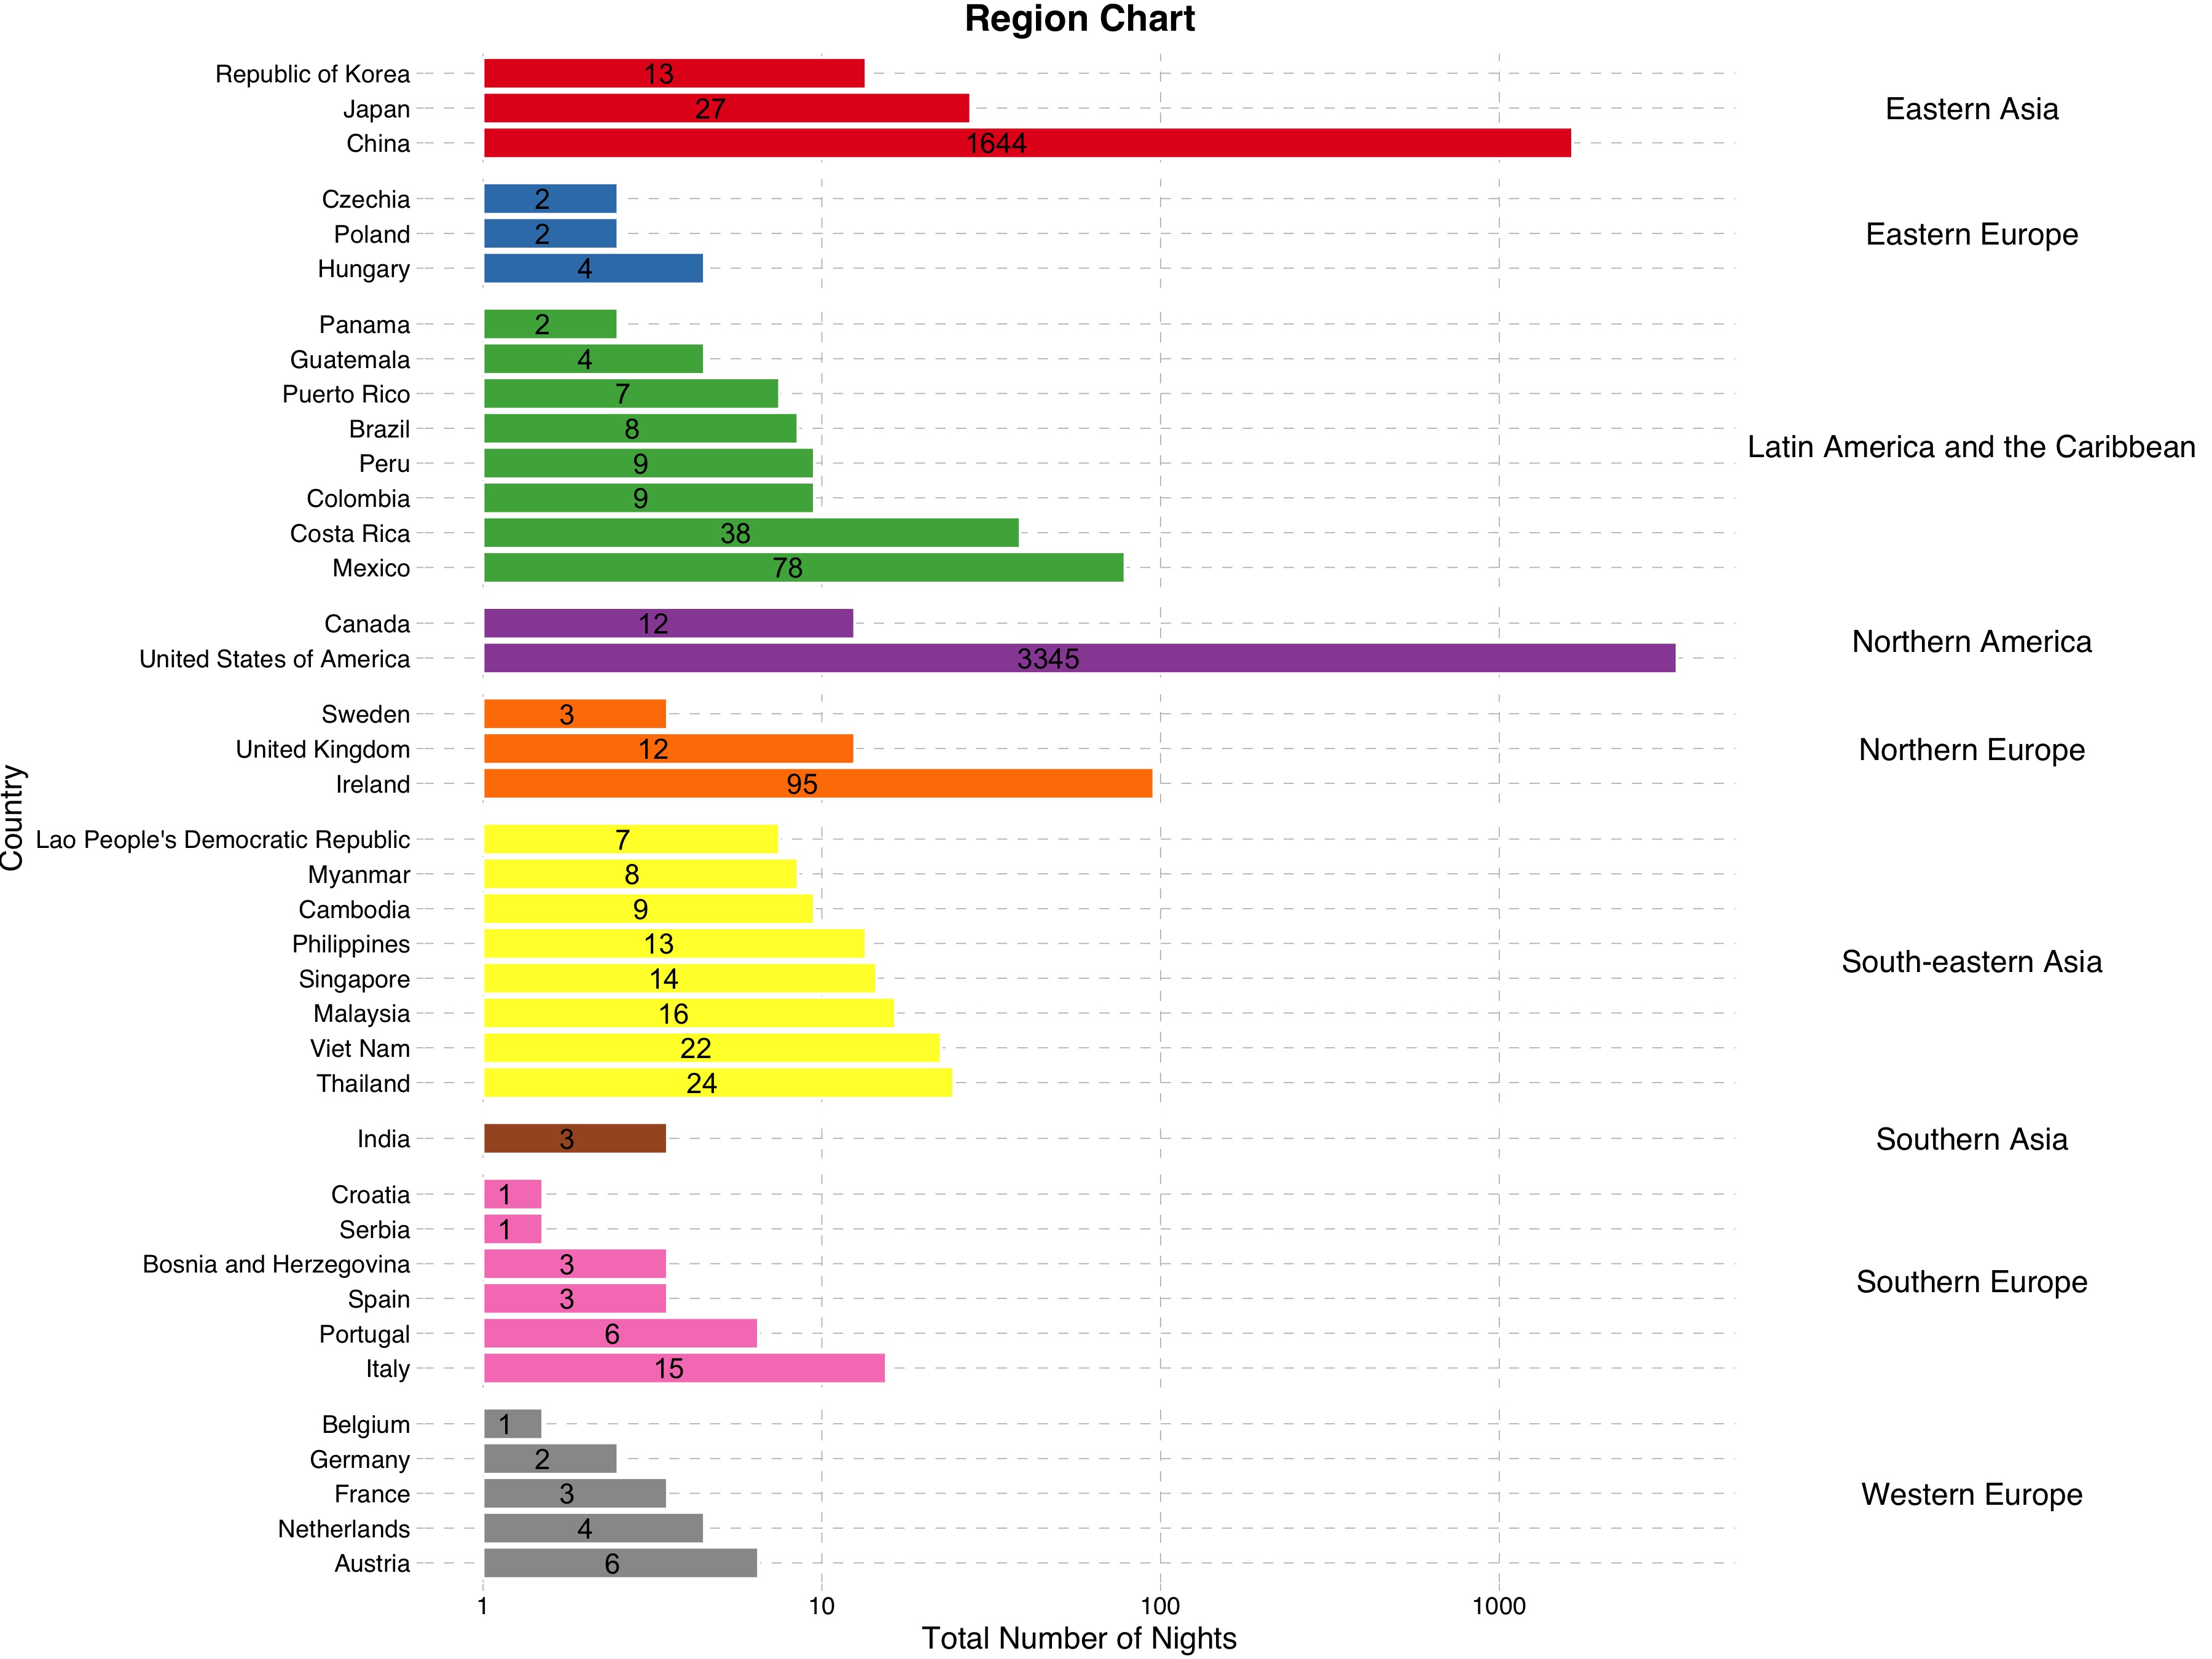 Region Chart
Republic of Korea 13
Japan 27 Eastern Asia
China 1644
Czechia 2
Poland 2 Eastern Europe
Hungary 4
Panama 2
Guatemala 4
Puerto Rico 7
Brazil 8
Latin America and the Caribbean
Peru 9
Colombia 9
Costa Rica 38
Mexico 78
Canada 12
Northern America
United States of America 3345
Sweden 3
United Kingdom 12 Northern Europe
Ireland 95
Country
Lao People's Democratic Republic 7
Myanmar 8
Cambodia 9
Philippines 13
South-eastern Asia
Singapore 14
Malaysia 16
Viet Nam 22
Thailand 24
India 3 Southern Asia
Croatia 1
Serbia 1
Bosnia and Herzegovina 3
Southern Europe
Spain 3
Portugal 6
Italy 15
Belgium 1
Germany 2
France 3 Western Europe
Netherlands 4
Austria 6
1 10 100 1000
Total Number of Nights